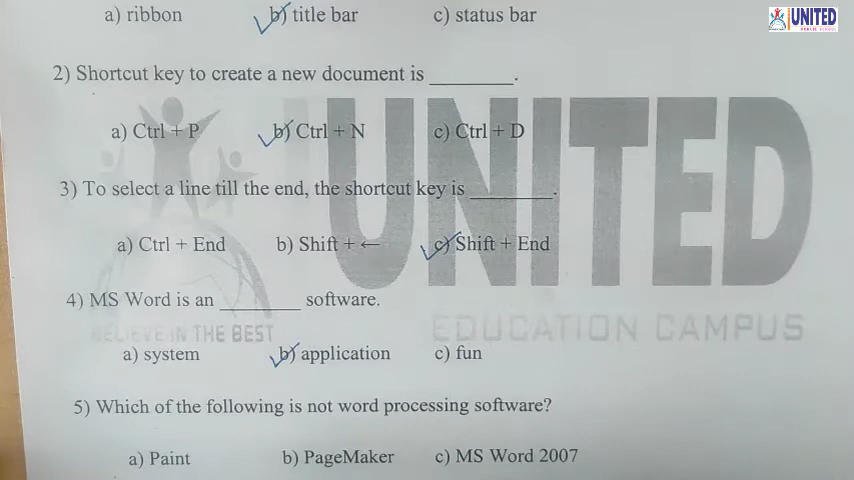 UNITED
PUBLIC SCHOOL
a) ribbon b) title bar c) status bar
2) Shortcut key to create a new document is ________.
a) Ctrl + P b) Ctrl + N c) Ctrl + D
3) To select a line till the end, the shortcut key is ________.
a) Ctrl + End b) Shift + ← c) Shift + End
4) MS Word is an ________ software.
a) system b) application c) fun
5) Which of the following is not word processing software?
a) Paint b) PageMaker c) MS Word 2007
UNITED
BELIEVE IN THE BEST
EDUCATION CAMPUS